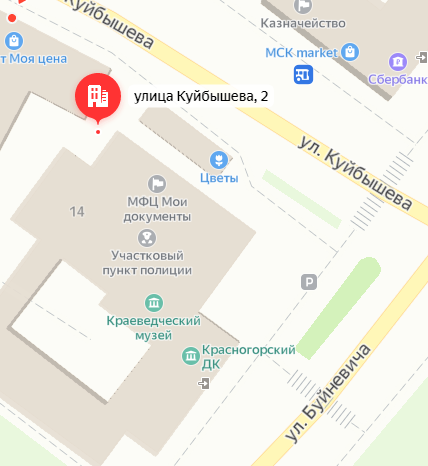 Казначейство
Куйбышева
МСК market
Моя цена
Сбербанк
улица Куйбышева, 2
ул. Куйбышева
Цветы
МФЦ Мои
документы
14
Участковый
пункт полиции
P
Краеведческий
музей
Красногорский
ДК
ул. Буйневича